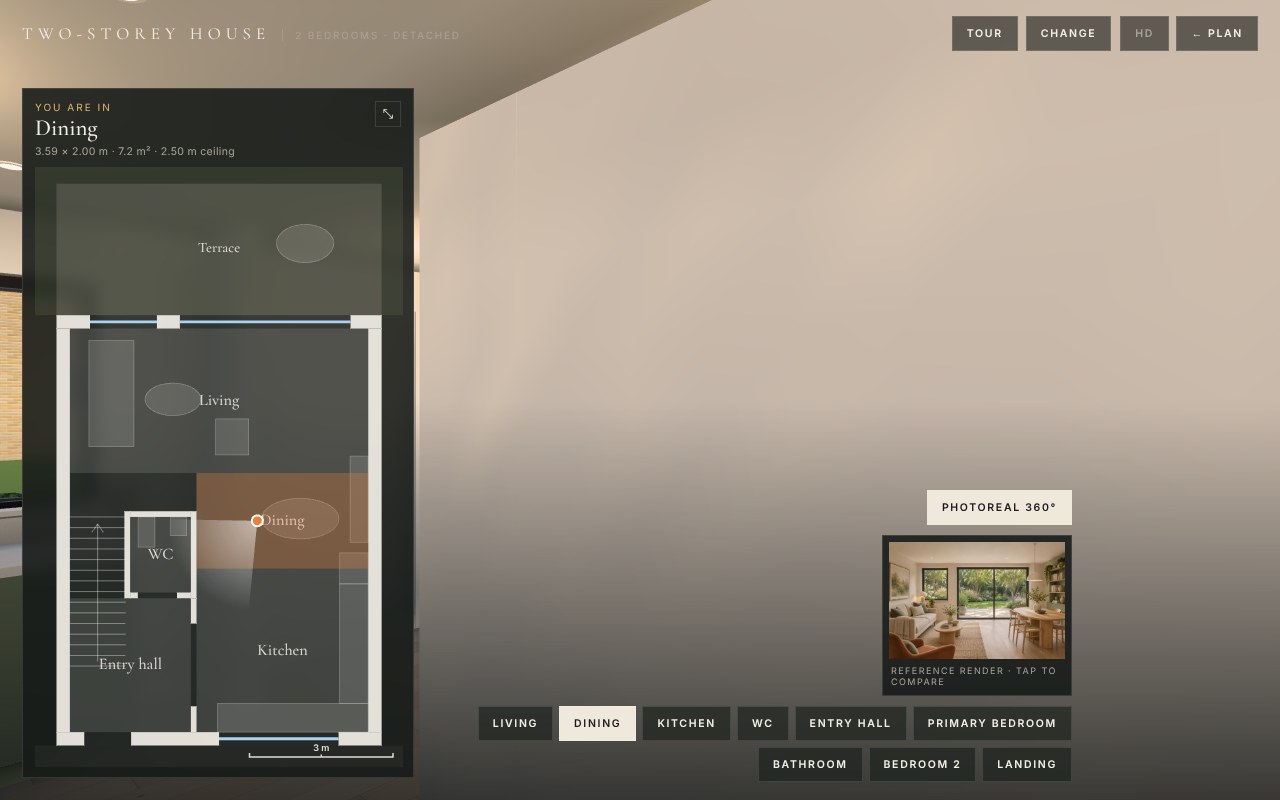 TWO-STOREY HOUSE | 2 BEDROOMS · DETACHED
TOUR
CHANGE
HD
← PLAN
YOU ARE IN
Dining
3.59 × 2.00 m · 7.2 m² · 2.50 m ceiling
Terrace
Living
Dining
WC
Kitchen
Entry hall
3 m
PHOTOREAL 360°
REFERENCE RENDER · TAP TO
COMPARE
LIVING
DINING
KITCHEN
WC
ENTRY HALL
PRIMARY BEDROOM
BATHROOM
BEDROOM 2
LANDING